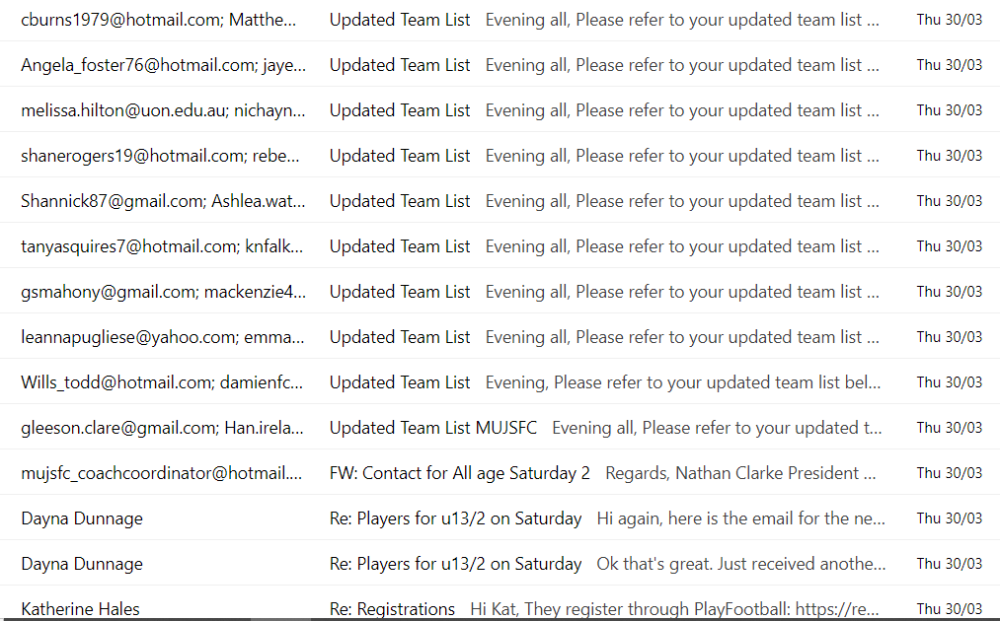 cburns1979@hotmail.com; Matthe... Updated Team List Evening all, Please refer to your updated team list ... Thu 30/03
Angela_foster76@hotmail.com; jaye... Updated Team List Evening all, Please refer to your updated team list ... Thu 30/03
melissa.hilton@uon.edu.au; nichayn... Updated Team List Evening all, Please refer to your updated team list ... Thu 30/03
shanerogers19@hotmail.com; rebe... Updated Team List Evening all, Please refer to your updated team list ... Thu 30/03
Shannick87@gmail.com; Ashlea.wat... Updated Team List Evening all, Please refer to your updated team list ... Thu 30/03
tanyasquires7@hotmail.com; knfalk... Updated Team List Evening all, Please refer to your updated team list ... Thu 30/03
gsmahony@gmail.com; mackenzie4... Updated Team List Evening all, Please refer to your updated team list ... Thu 30/03
leannapugliese@yahoo.com; emma... Updated Team List Evening all, Please refer to your updated team list ... Thu 30/03
Wills_todd@hotmail.com; damienfc... Updated Team List Evening, Please refer to your updated team list bel... Thu 30/03
gleeson.clare@gmail.com; Han.irela... Updated Team List MUJSFC Evening all, Please refer to your updated t... Thu 30/03
mujsfc_coachcoordinator@hotmail.... FW: Contact for All age Saturday 2 Regards, Nathan Clarke President ... Thu 30/03
Dayna Dunnage Re: Players for u13/2 on Saturday Hi again, here is the email for the ne... Thu 30/03
Dayna Dunnage Re: Players for u13/2 on Saturday Ok that's great. Just received anothe... Thu 30/03
Katherine Hales Re: Registrations Hi Kat, They register through PlayFootball: https://re... Thu 30/03